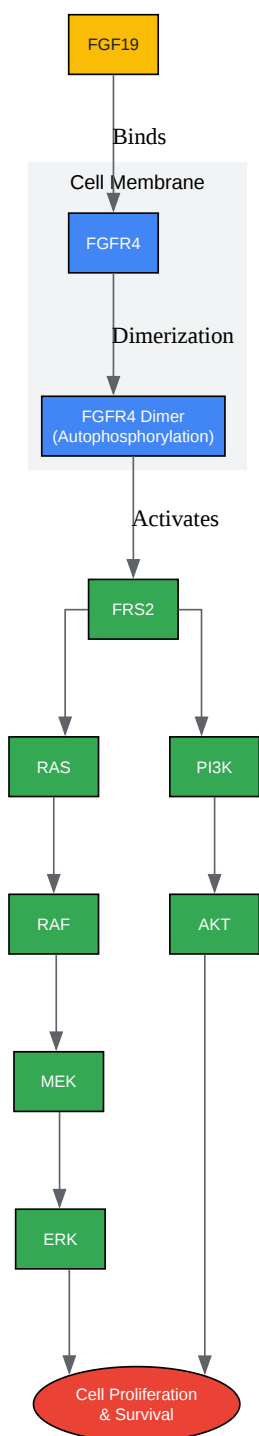 FGF19
Binds
Cell Membrane
FGFR4
Dimerization
FGFR4 Dimer
(Autophosphorylation)
Activates
FRS2
RAS
PI3K
RAF
AKT
MEK
ERK
Cell Proliferation
& Survival